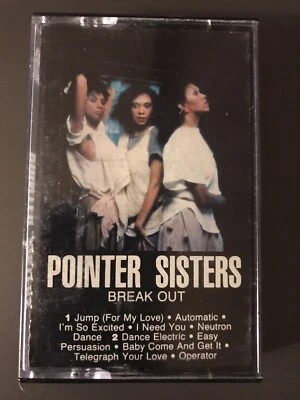 POINTER SISTERS
BREAK OUT
1 Jump (For My Love) • Automatic •
I'm So Excited • I Need You • Neutron
Dance 2 Dance Electric • Easy
Persuasion • Baby Come And Get It •
Telegraph Your Love • Operator